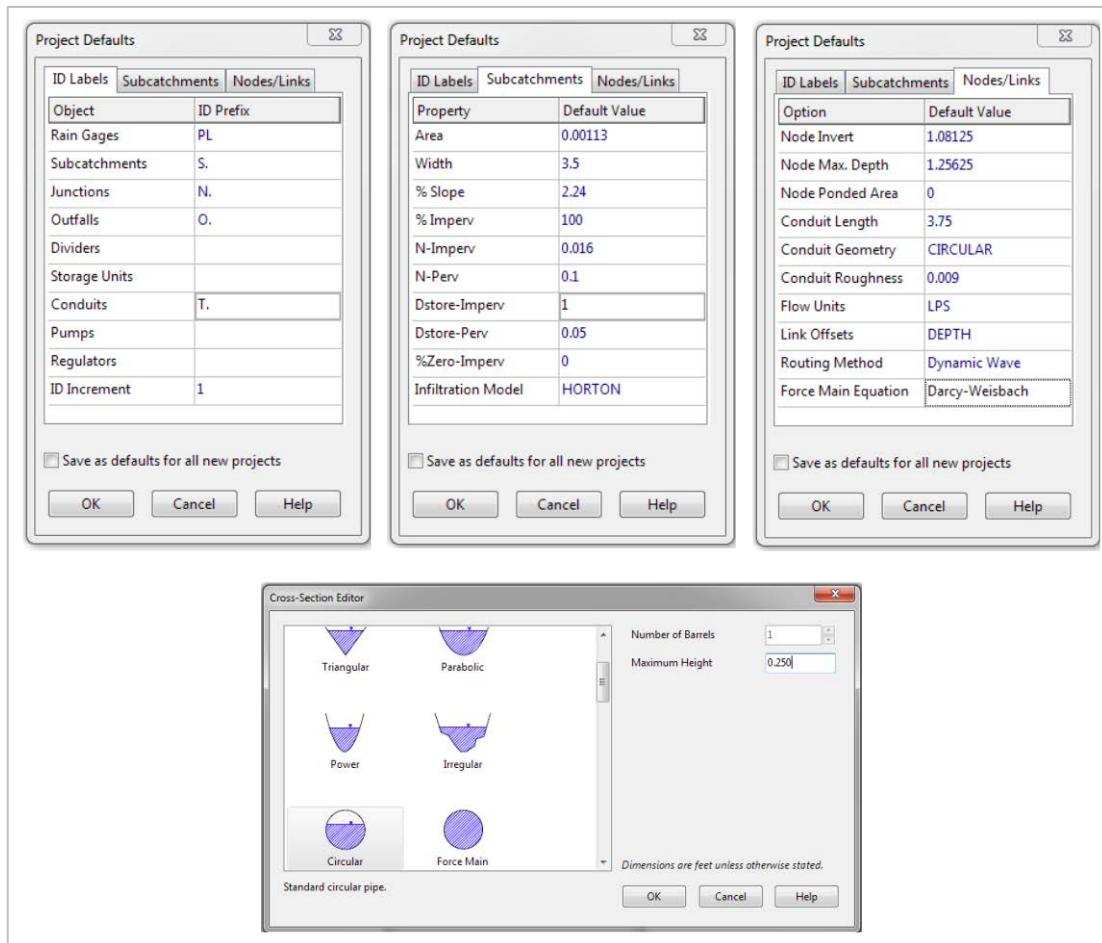 Project Defaults
ID Labels Subcatchments Nodes/Links
Object ID Prefix
Rain Gages PL
Subcatchments S.
Junctions N.
Outfalls O.
Dividers
Storage Units
Conduits T.
Pumps
Regulators
ID Increment 1
Save as defaults for all new projects
OK Cancel Help
Project Defaults
ID Labels Subcatchments Nodes/Links
Property Default Value
Area 0.00113
Width 3.5
% Slope 2.24
% Imperv 100
N-Imperv 0.016
N-Perv 0.1
Dstore-Imperv 1
Dstore-Perv 0.05
%Zero-Imperv 0
Infiltration Model HORTON
Save as defaults for all new projects
OK Cancel Help
Project Defaults
ID Labels Subcatchments Nodes/Links
Option Default Value
Node Invert 1.08125
Node Max. Depth 1.25625
Node Ponded Area 0
Conduit Length 3.75
Conduit Geometry CIRCULAR
Conduit Roughness 0.009
Flow Units LPS
Link Offsets DEPTH
Routing Method Dynamic Wave
Force Main Equation Darcy-Weisbach
Save as defaults for all new projects
OK Cancel Help
Cross-Section Editor
Triangular Parabolic
Power Irregular
Circular Force Main
Standard circular pipe.
Number of Barrels 1
Maximum Height 0.250
Dimensions are feet unless otherwise stated.
OK Cancel Help